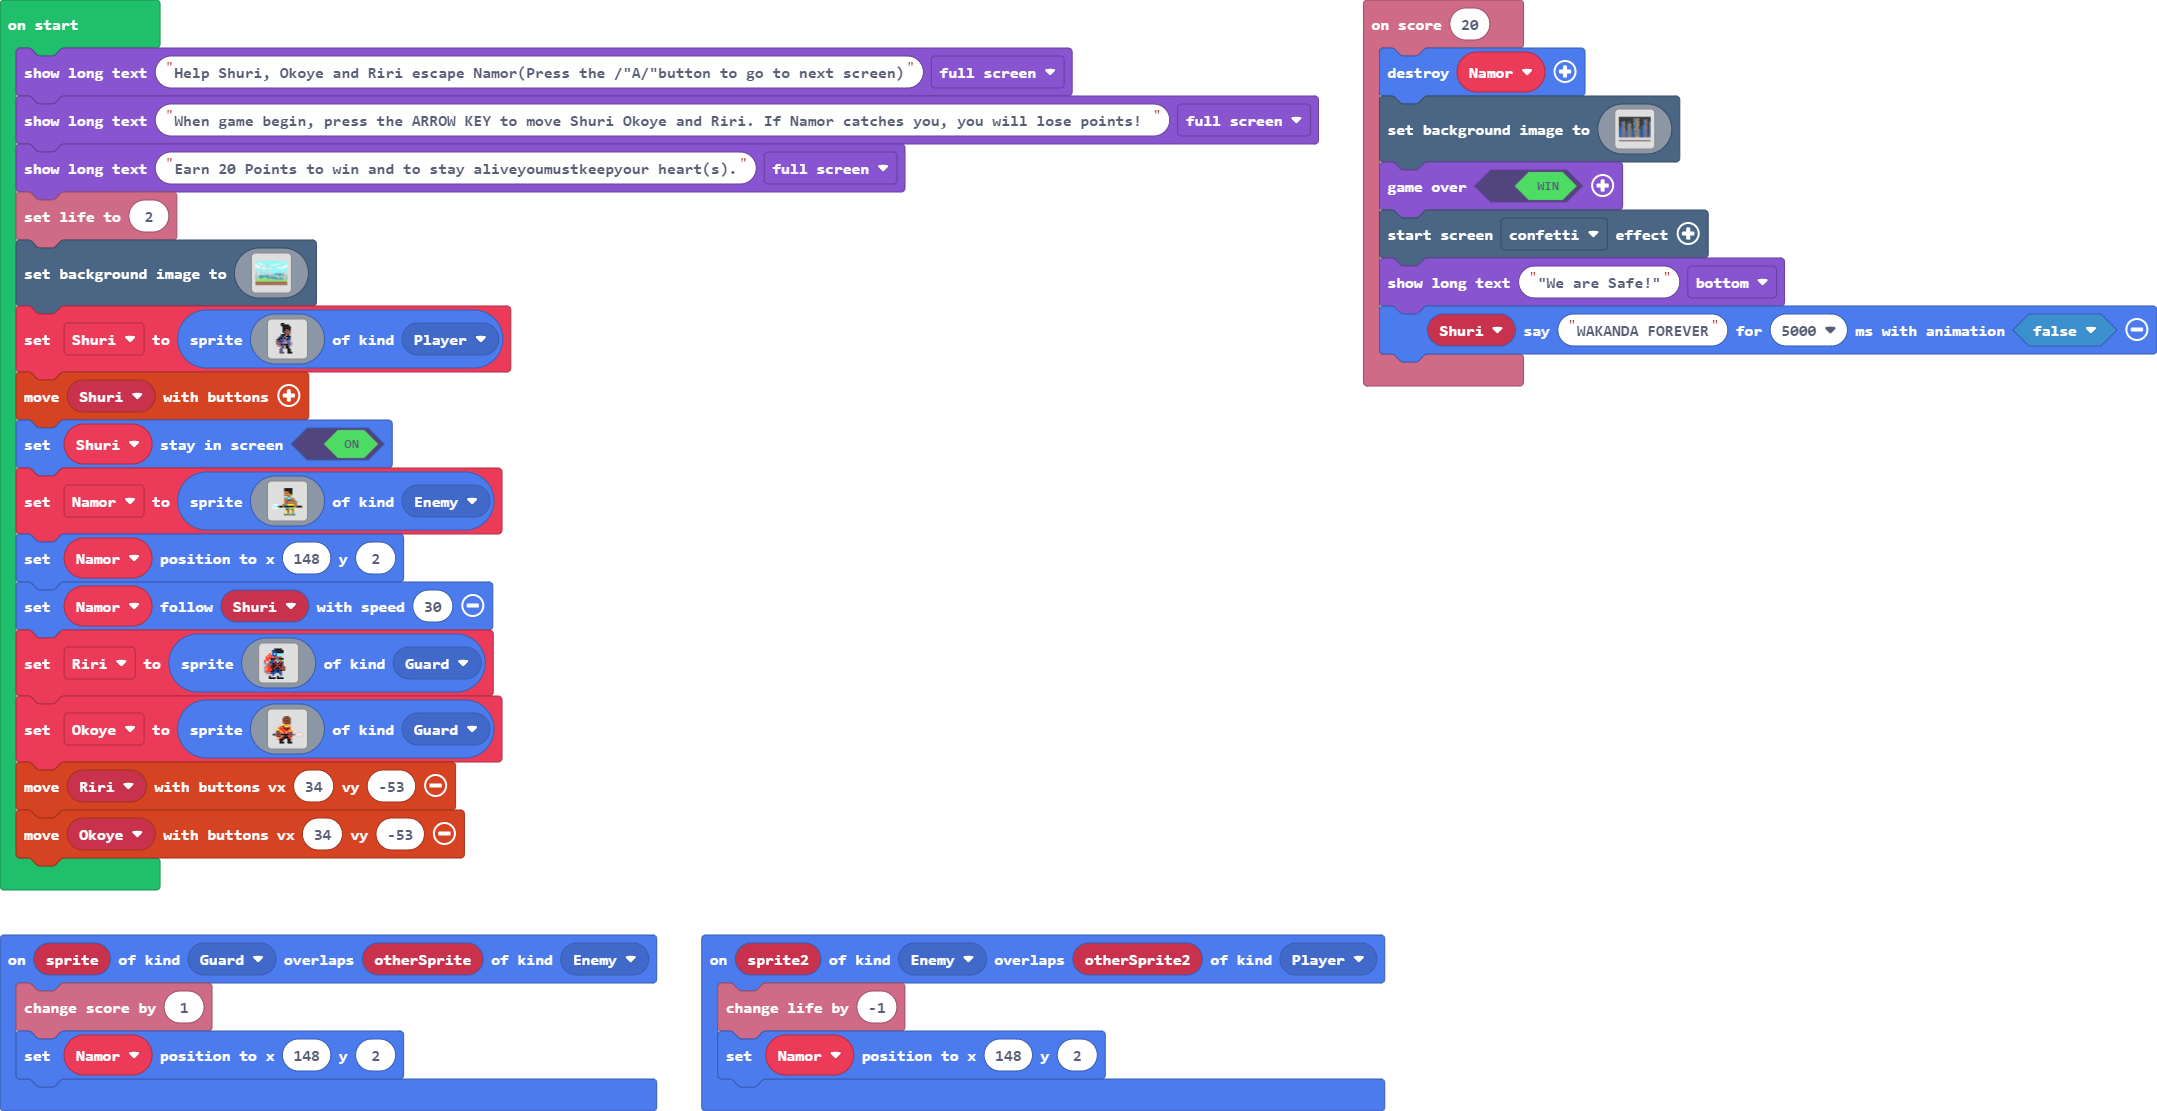 on start
show long text "Help Shuri, Okoye and Riri escape Namor(Press the /"A/"button to go to next screen)" full screen
show long text "When game begin, press the ARROW KEY to move Shuri Okoye and Riri. If Namor catches you, you will lose points! " full screen
show long text "Earn 20 Points to win and to stay aliveyoumustkeepyour heart(s)." full screen
set life to 2
set background image to
set Shuri to sprite of kind Player
move Shuri with buttons
set Shuri stay in screen ON
set Namor to sprite of kind Enemy
set Namor position to x 148 y 2
set Namor follow Shuri with speed 30
set Riri to sprite of kind Guard
set Okoye to sprite of kind Guard
move Riri with buttons vx 34 vy -53
move Okoye with buttons vx 34 vy -53
on score 20
destroy Namor
set background image to
game over WIN
start screen confetti effect
show long text ""We are Safe!"" bottom
Shuri say "WAKANDA FOREVER" for 5000 ms with animation false
on sprite of kind Guard overlaps otherSprite of kind Enemy
change score by 1
set Namor position to x 148 y 2
on sprite2 of kind Enemy overlaps otherSprite2 of kind Player
change life by -1
set Namor position to x 148 y 2